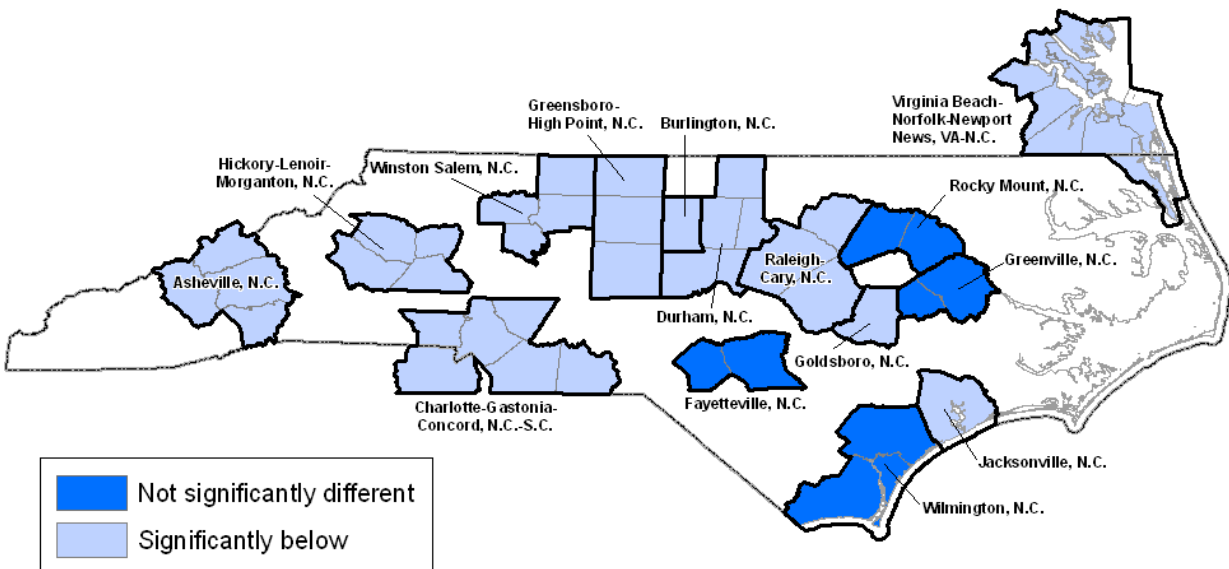 Greensboro-
High Point, N.C.
Burlington, N.C.
Virginia Beach-
Norfolk-Newport
News, VA-N.C.
Hickory-Lenoir-
Morganton, N.C.
Winston Salem, N.C.
Rocky Mount, N.C.
Asheville, N.C.
Raleigh-
Cary, N.C.
Greenville, N.C.
Durham, N.C.
Goldsboro, N.C.
Fayetteville, N.C.
Charlotte-Gastonia-
Concord, N.C.-S.C.
Jacksonville, N.C.
Wilmington, N.C.
Not significantly different
Significantly below